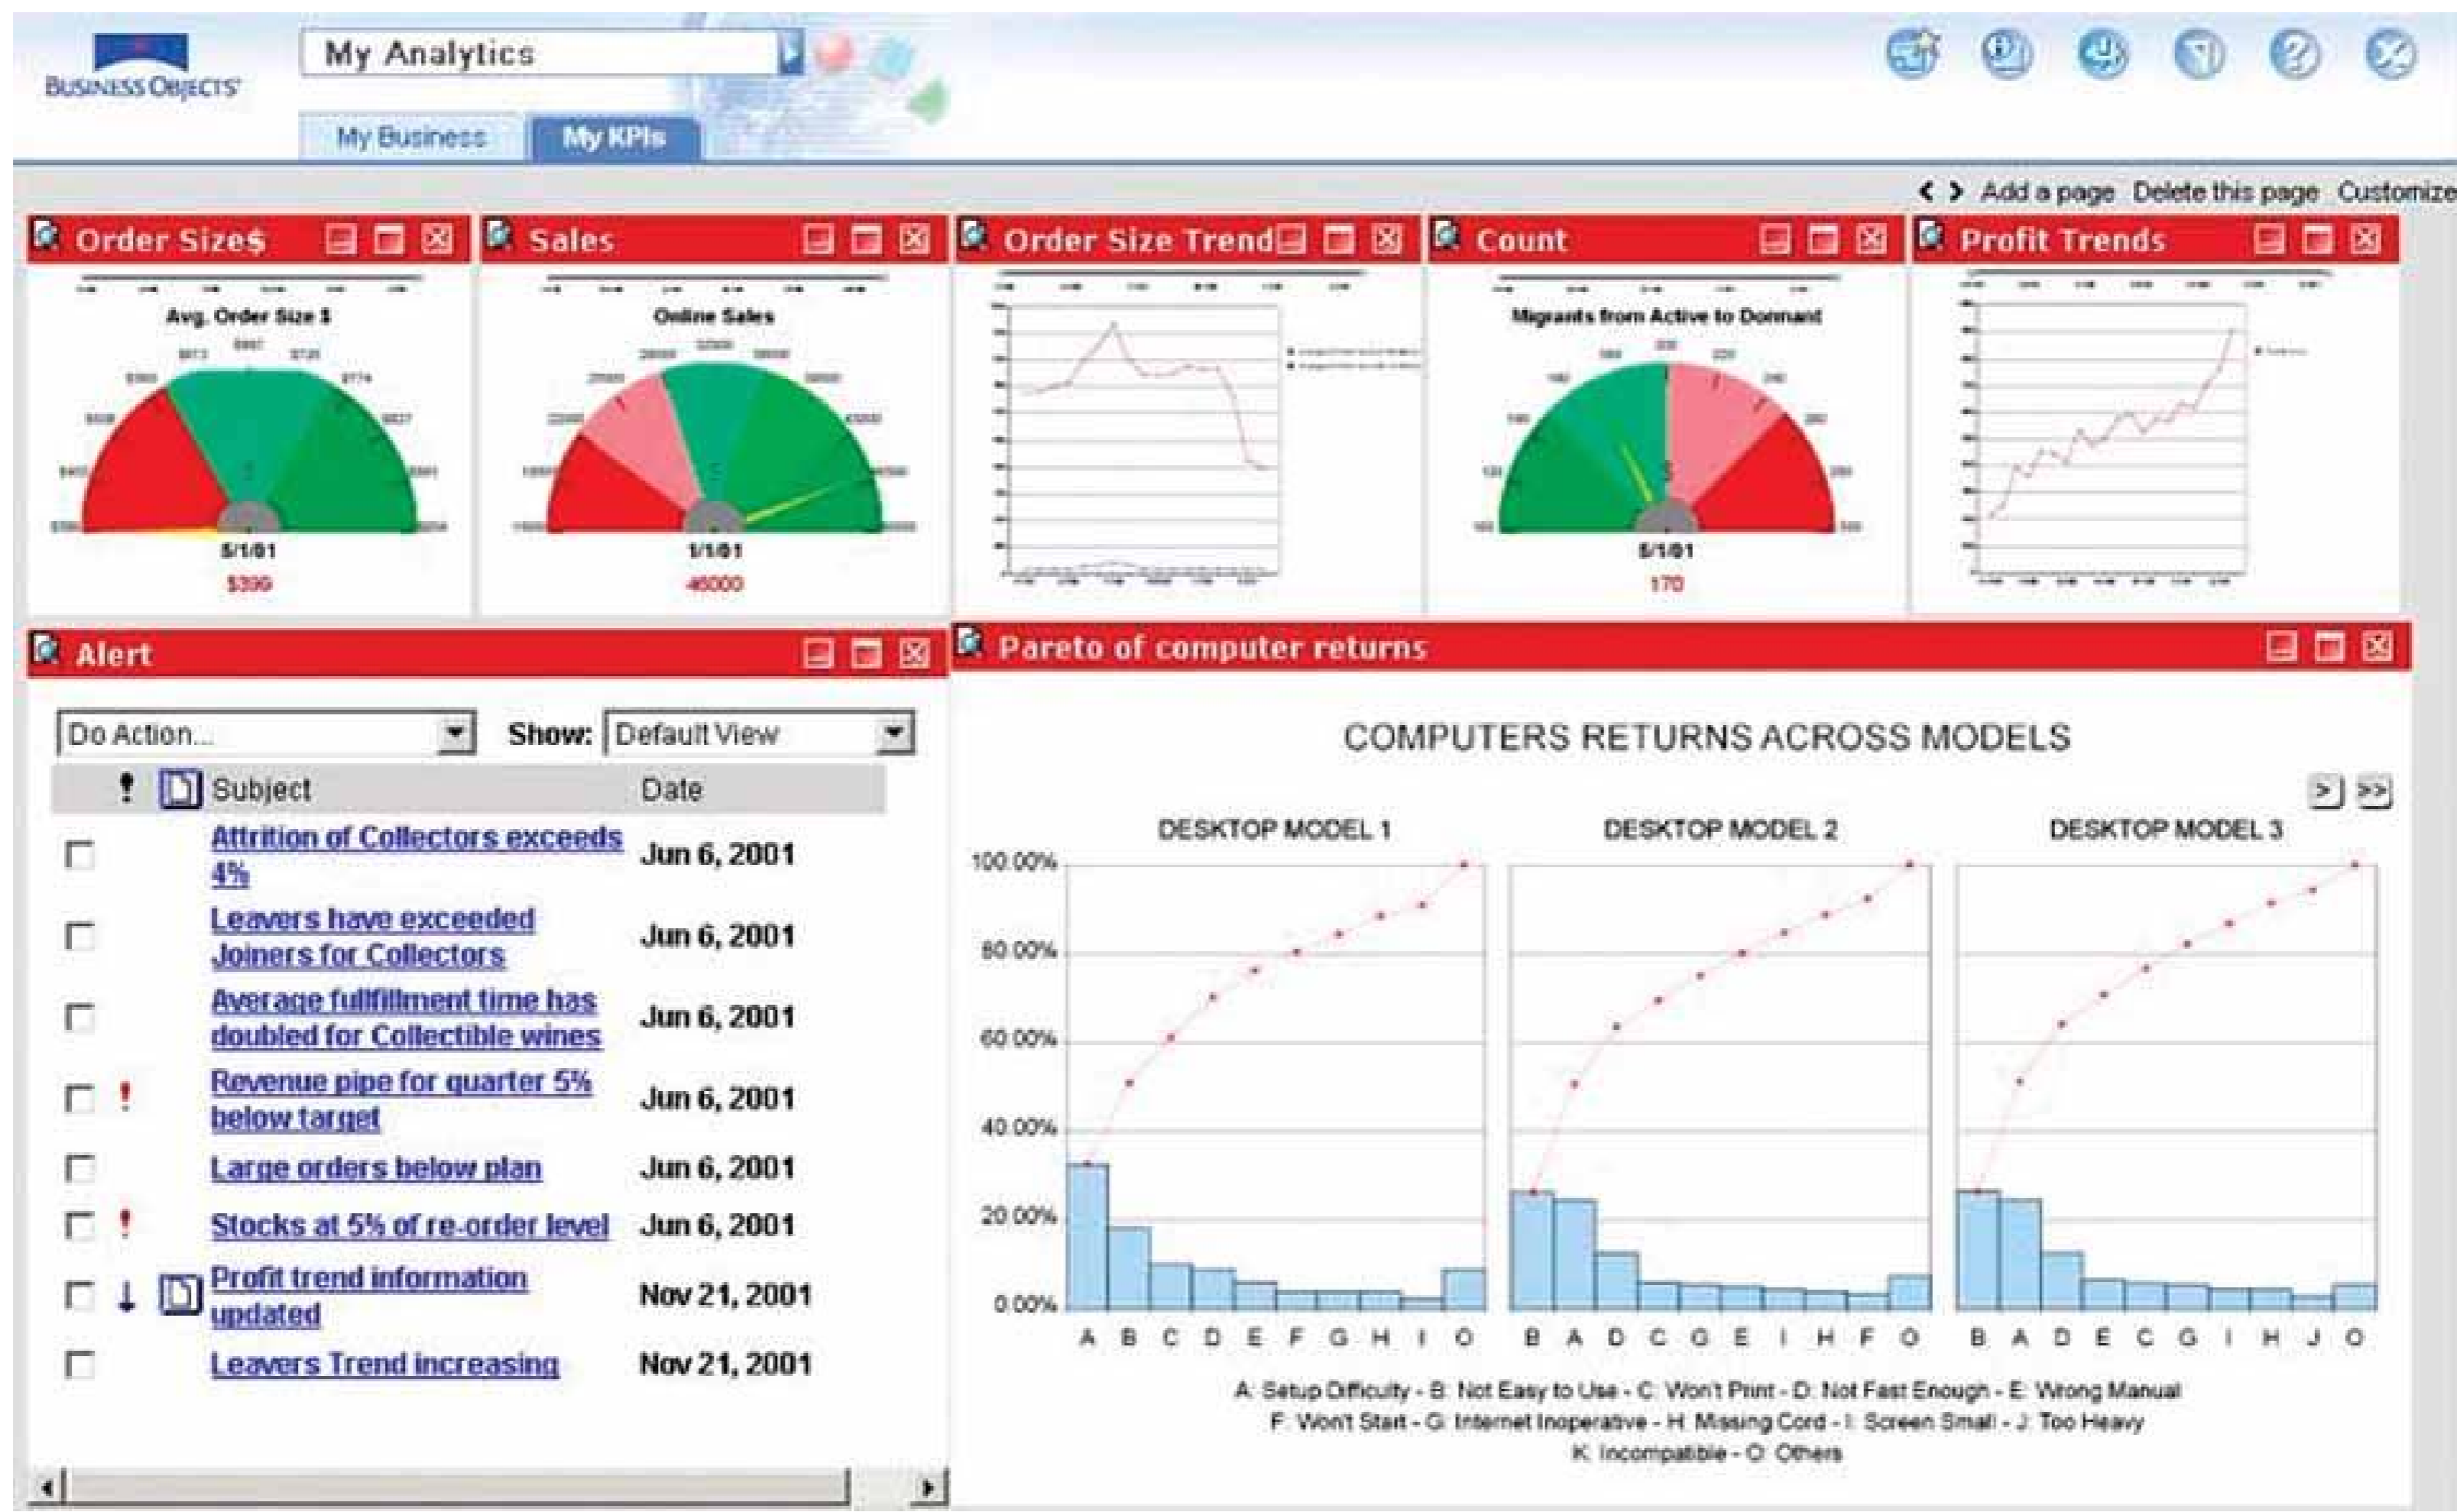 BUSINESS OBJECTS
My Analytics
My Business
My KPIs
Add a page Delete this page Customize
Order Size$
Sales
Order Size Trend
Count
Profit Trends
Avg. Order Size $
5/1/01
$399
Online Sales
1/1/01
46000
Migrants from Active to Dormant
200
220
5/1/01
170
Alert
Do Action...
Show: Default View
! Subject Date
Attrition of Collectors exceeds
4%
Jun 6, 2001
Leavers have exceeded
Joiners for Collectors
Jun 6, 2001
Average fullfillment time has
doubled for Collectible wines
Jun 6, 2001
!
Revenue pipe for quarter 5%
below target
Jun 6, 2001
Large orders below plan
Jun 6, 2001
!
Stocks at 5% of re-order level
Jun 6, 2001
Profit trend information
updated
Nov 21, 2001
Leavers Trend increasing
Nov 21, 2001
Pareto of computer returns
COMPUTERS RETURNS ACROSS MODELS
> >>
DESKTOP MODEL 1
DESKTOP MODEL 2
DESKTOP MODEL 3
100.00%
80.00%
60.00%
40.00%
20.00%
0.00%
A B C D E F G H I O
B A D C G E I H F O
B A D E C G I H J O
A: Setup Difficulty - B: Not Easy to Use - C: Won't Print - D: Not Fast Enough - E: Wrong Manual
F: Won't Start - G: Internet Inoperative - H: Missing Cord - I: Screen Small - J: Too Heavy
K: Incompatible - O: Others